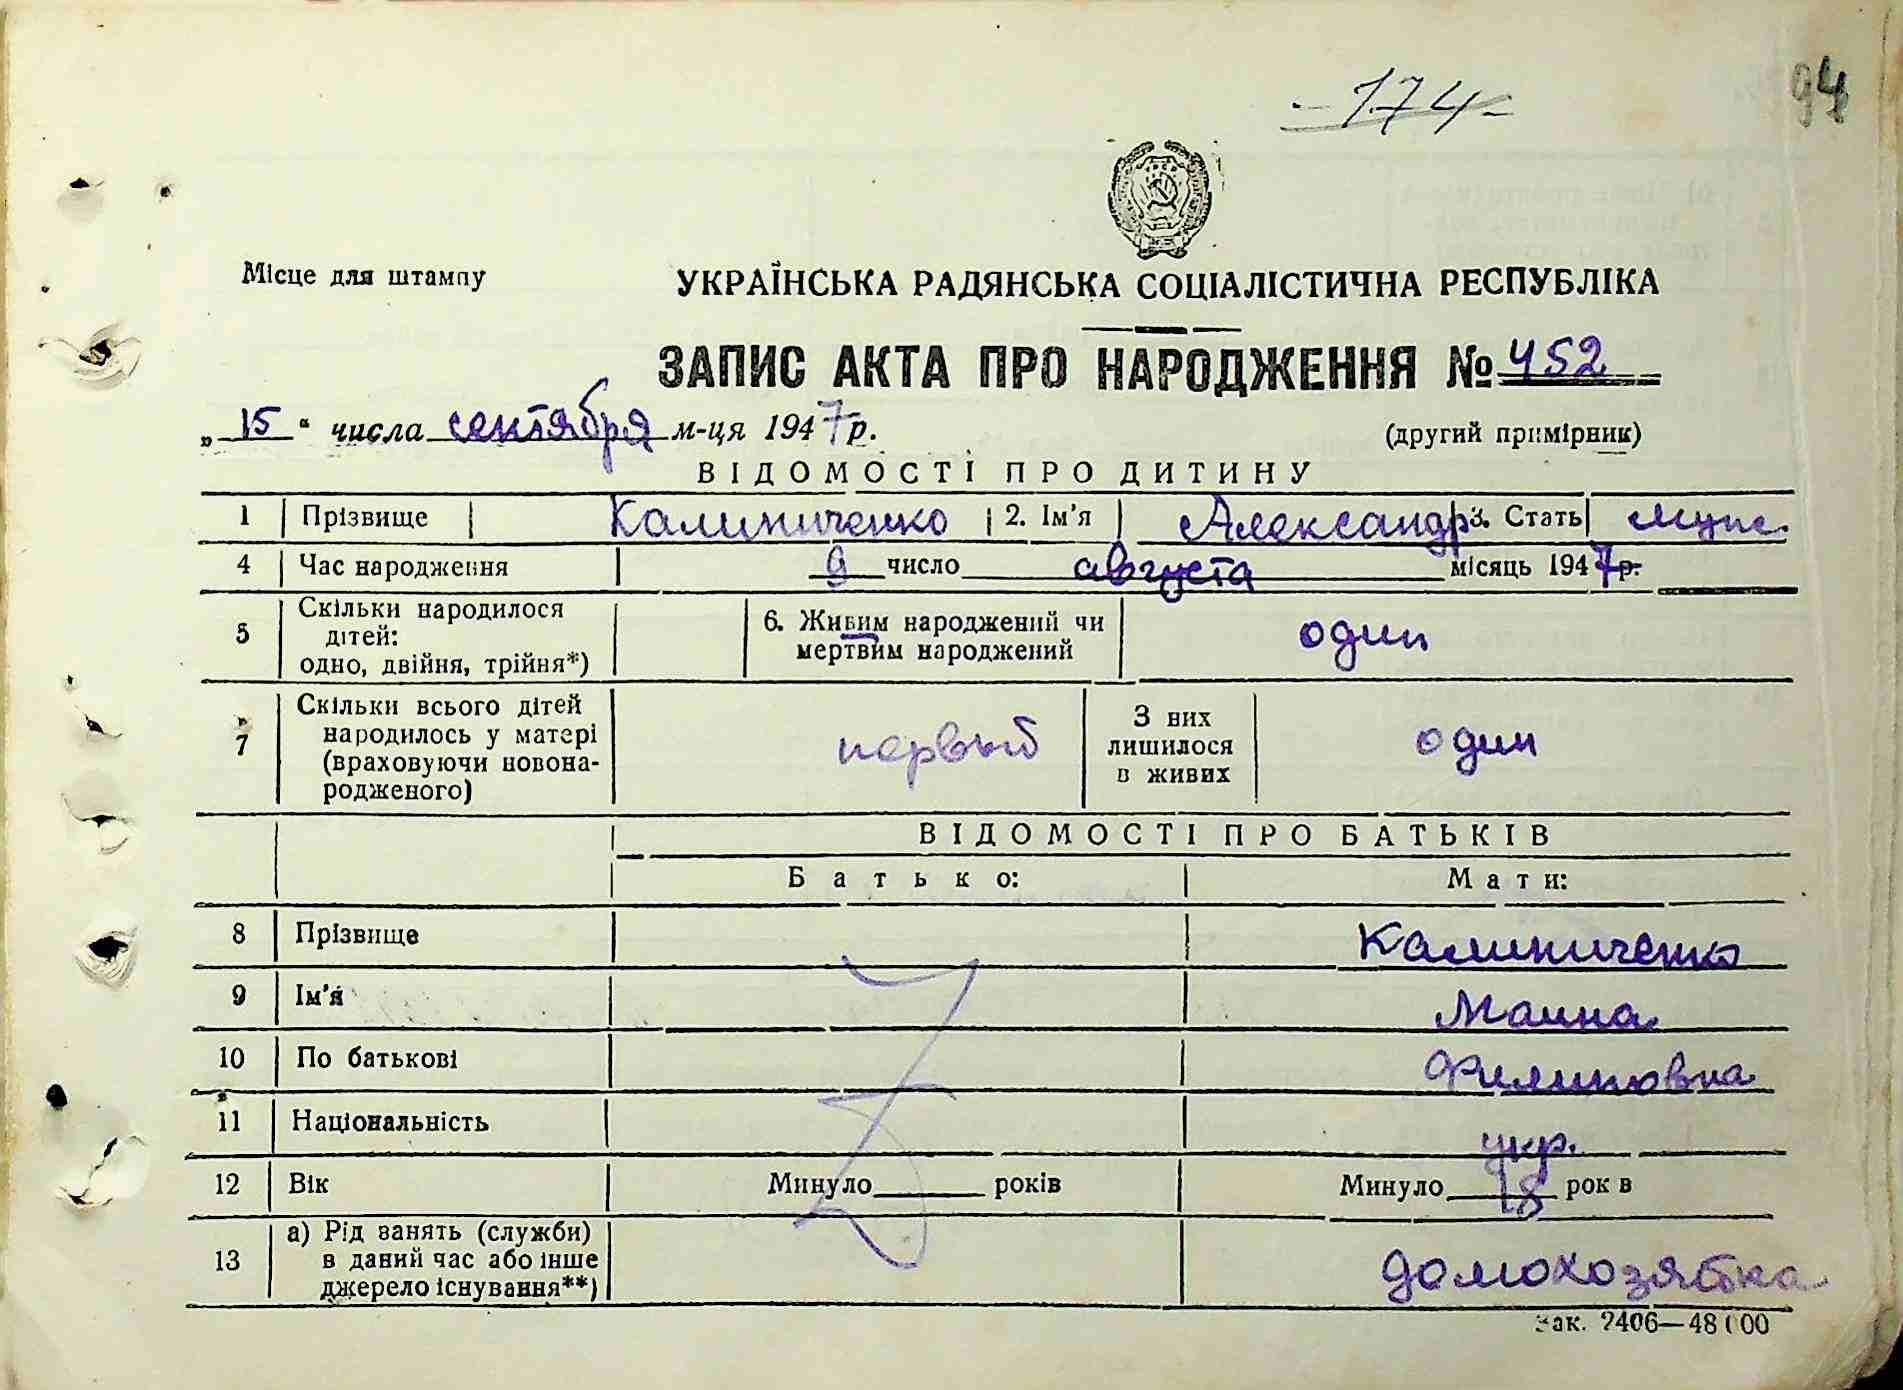 -174-
94
Місце для штампу
УКРАЇНСЬКА РАДЯНСЬКА СОЦІАЛІСТИЧНА РЕСПУБЛІКА
ЗАПИС АКТА ПРО НАРОДЖЕННЯ № 452
„15“ числа сентября м-ця 1947 р.
(другий примірник)
ВІДОМОСТІ ПРО ДИТИНУ
1 Прізвище Калиниченко 2. Ім'я Александр 3. Стать муж.
4 Час народження 9 число августа місяць 1947 р.
5 Скільки народилося дітей: одно, двійня, трійня*) 6. Живим народжений чи мертвим народжений один
7 Скільки всього дітей народилось у матері (враховуючи новонародженого) первый З них лишилося в живих один
ВІДОМОСТІ ПРО БАТЬКІВ
Батько: Мати:
8 Прізвище Калиниченко
9 Ім'я
10 По батькові Филиповна
11 Національність укр.
12 Вік Минуло років Минуло 18 рок в
13 а) Рід занять (служби) в даний час або інше джерело існування**) домохозяйка
Зак. 2406—48000